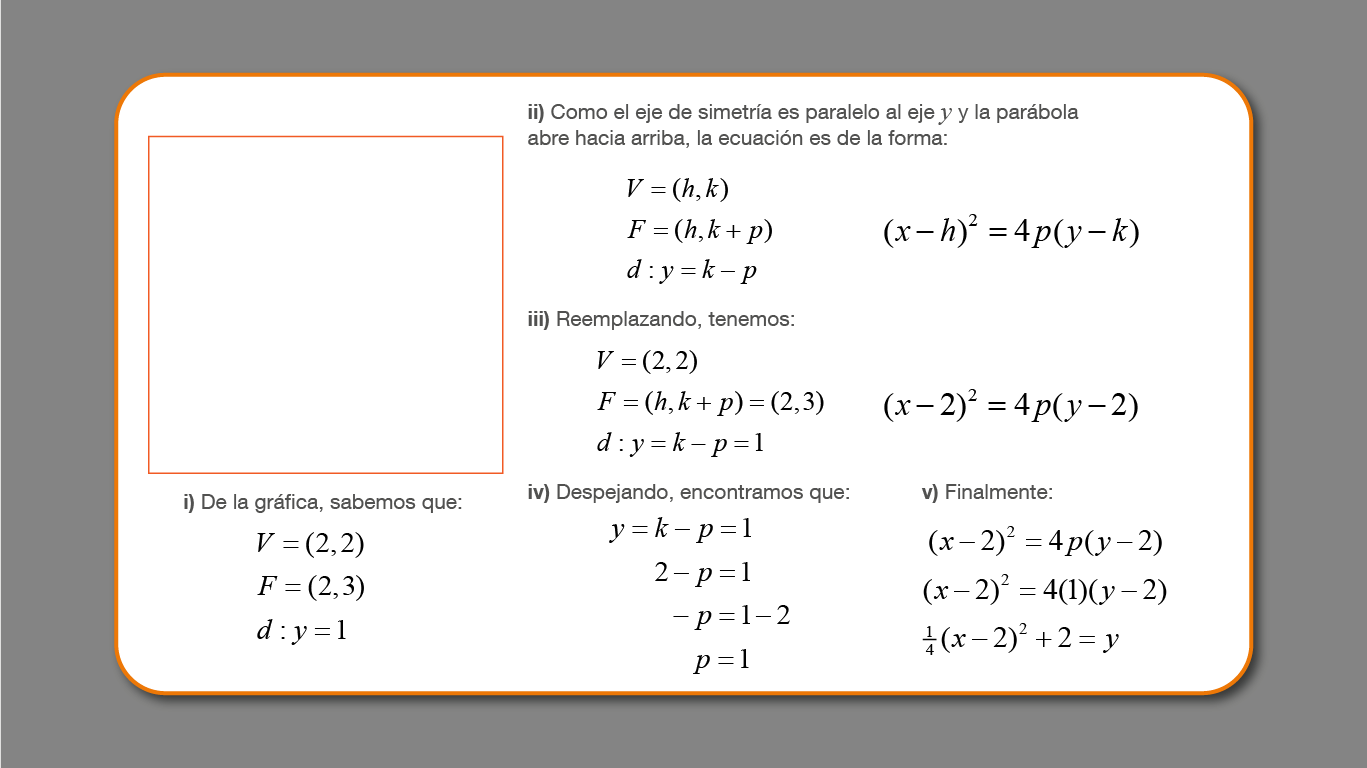 i) De la gráfica, sabemos que:
V = (2, 2)
F = (2,3)
d : y = 1
ii) Como el eje de simetría es paralelo al eje y y la parábola
abre hacia arriba, la ecuación es de la forma:
V = (h, k)
F = (h, k + p)
d : y = k − p
(x − h)² = 4p(y − k)
iii) Reemplazando, tenemos:
V = (2, 2)
F = (h, k + p) = (2,3)
d : y = k − p = 1
(x − 2)² = 4p(y − 2)
iv) Despejando, encontramos que:
y = k − p = 1
2 − p = 1
− p = 1 − 2
p = 1
v) Finalmente:
(x − 2)² = 4p(y − 2)
(x − 2)² = 4(1)(y − 2)
¼(x − 2)² + 2 = y